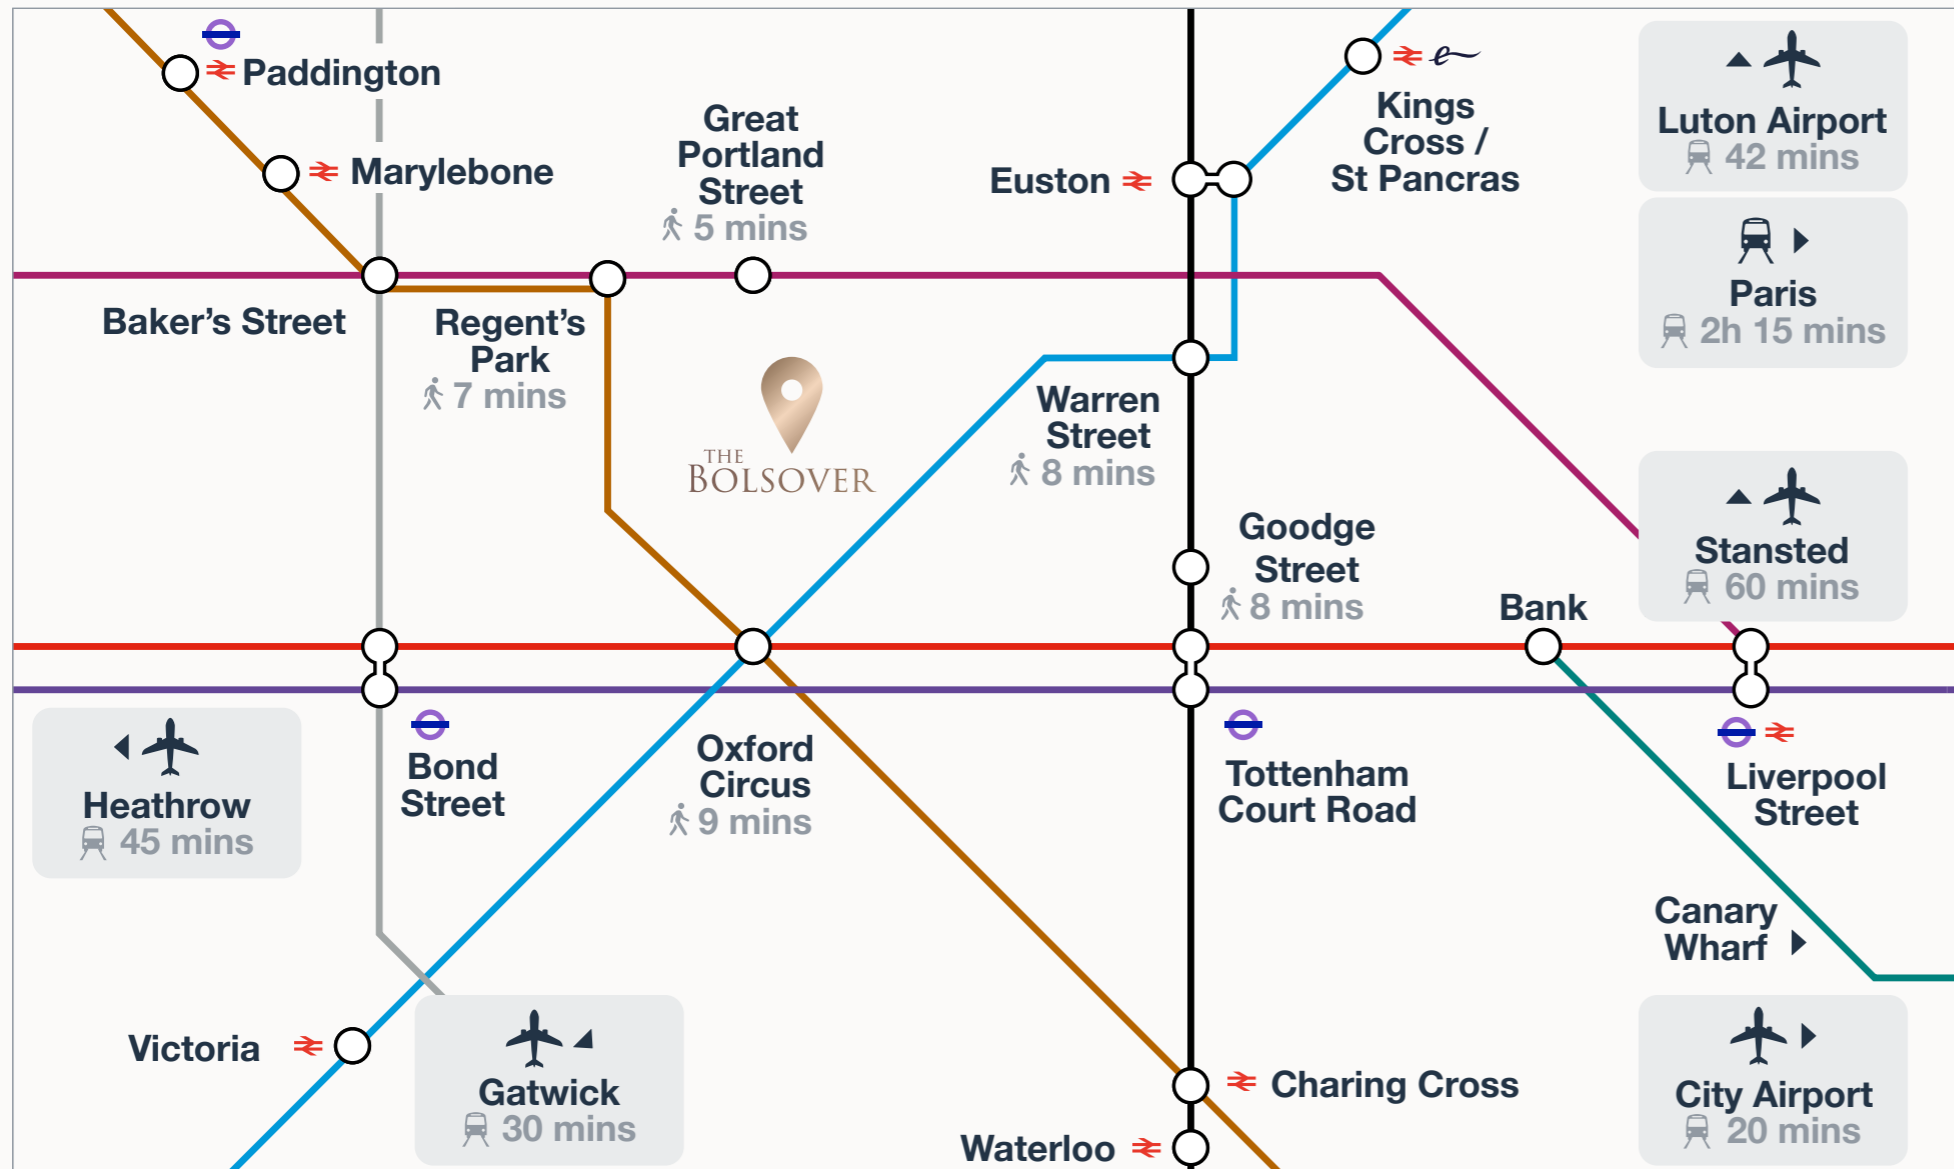 Paddington
Marylebone
Great
Portland
Street
5 mins
Euston
Kings
Cross /
St Pancras
Luton Airport
42 mins
Paris
2h 15 mins
Baker’s Street
Regent’s
Park
7 mins
THE
BOLSOVER
Warren
Street
8 mins
Goodge
Street
8 mins
Bank
Stansted
60 mins
Heathrow
45 mins
Bond
Street
Oxford
Circus
9 mins
Tottenham
Court Road
Liverpool
Street
Canary
Wharf
Victoria
Gatwick
30 mins
Charing Cross
Waterloo
City Airport
20 mins